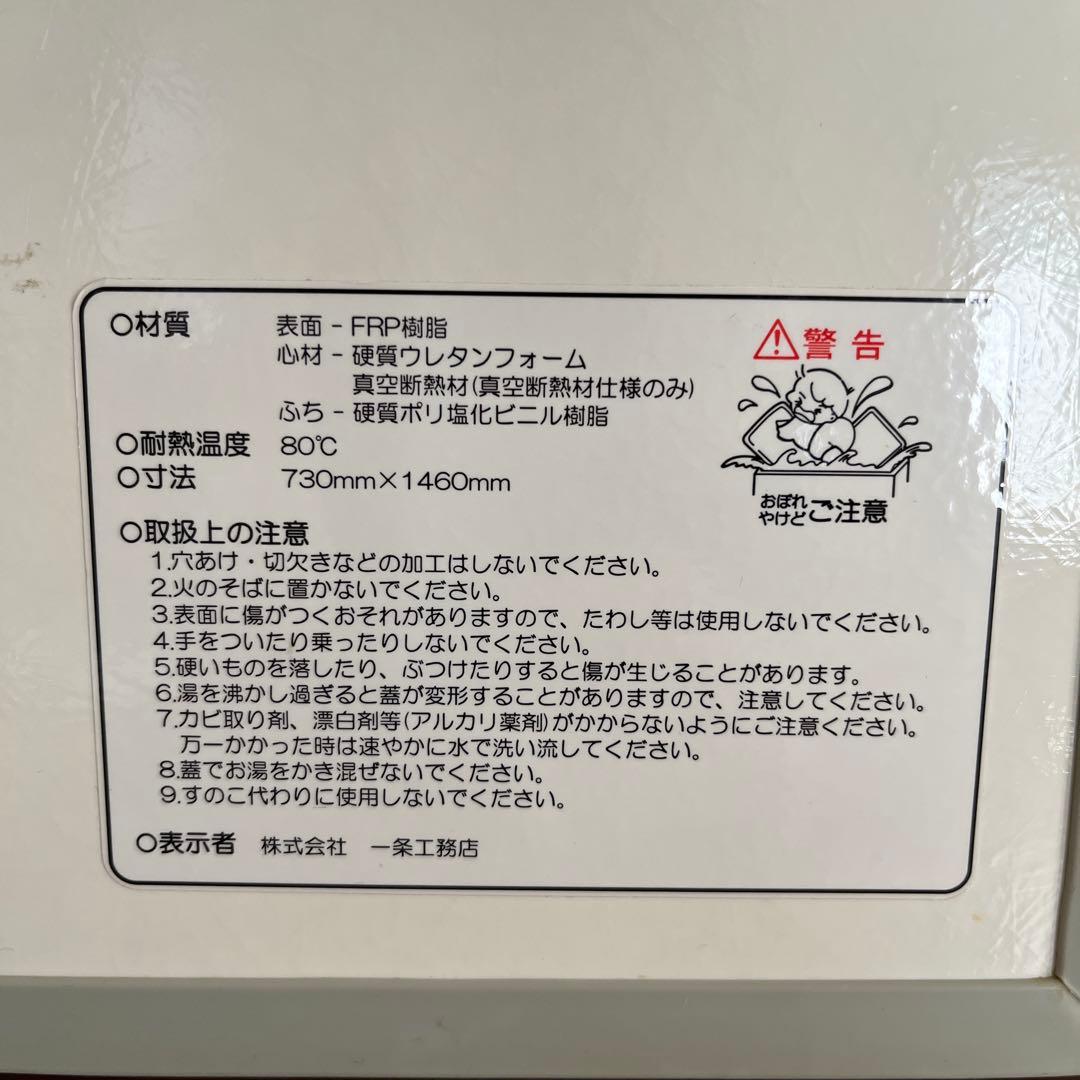 ○材質 表面 - FRP樹脂
心材 - 硬質ウレタンフォーム
真空断熱材(真空断熱材仕様のみ)
ふち - 硬質ポリ塩化ビニル樹脂
○耐熱温度 80℃
○寸法 730mm×1460mm
⚠警告
おぼれ
やけど ご注意
○取扱上の注意
1.穴あけ・切欠きなどの加工はしないでください。
2.火のそばに置かないでください。
3.表面に傷がつくおそれがありますので、たわし等は使用しないでください。
4.手をついたり乗ったりしないでください。
5.硬いものを落したり、ぶつけたりすると傷が生じることがあります。
6.湯を沸かし過ぎると蓋が変形することがありますので、注意してください。
7.カビ取り剤、漂白剤等(アルカリ薬剤)がかからないようにご注意ください。
万一かかった時は速やかに水で洗い流してください。
8.蓋でお湯をかき混ぜないでください。
9.すのこ代わりに使用しないでください。
○表示者 株式会社 一条工務店